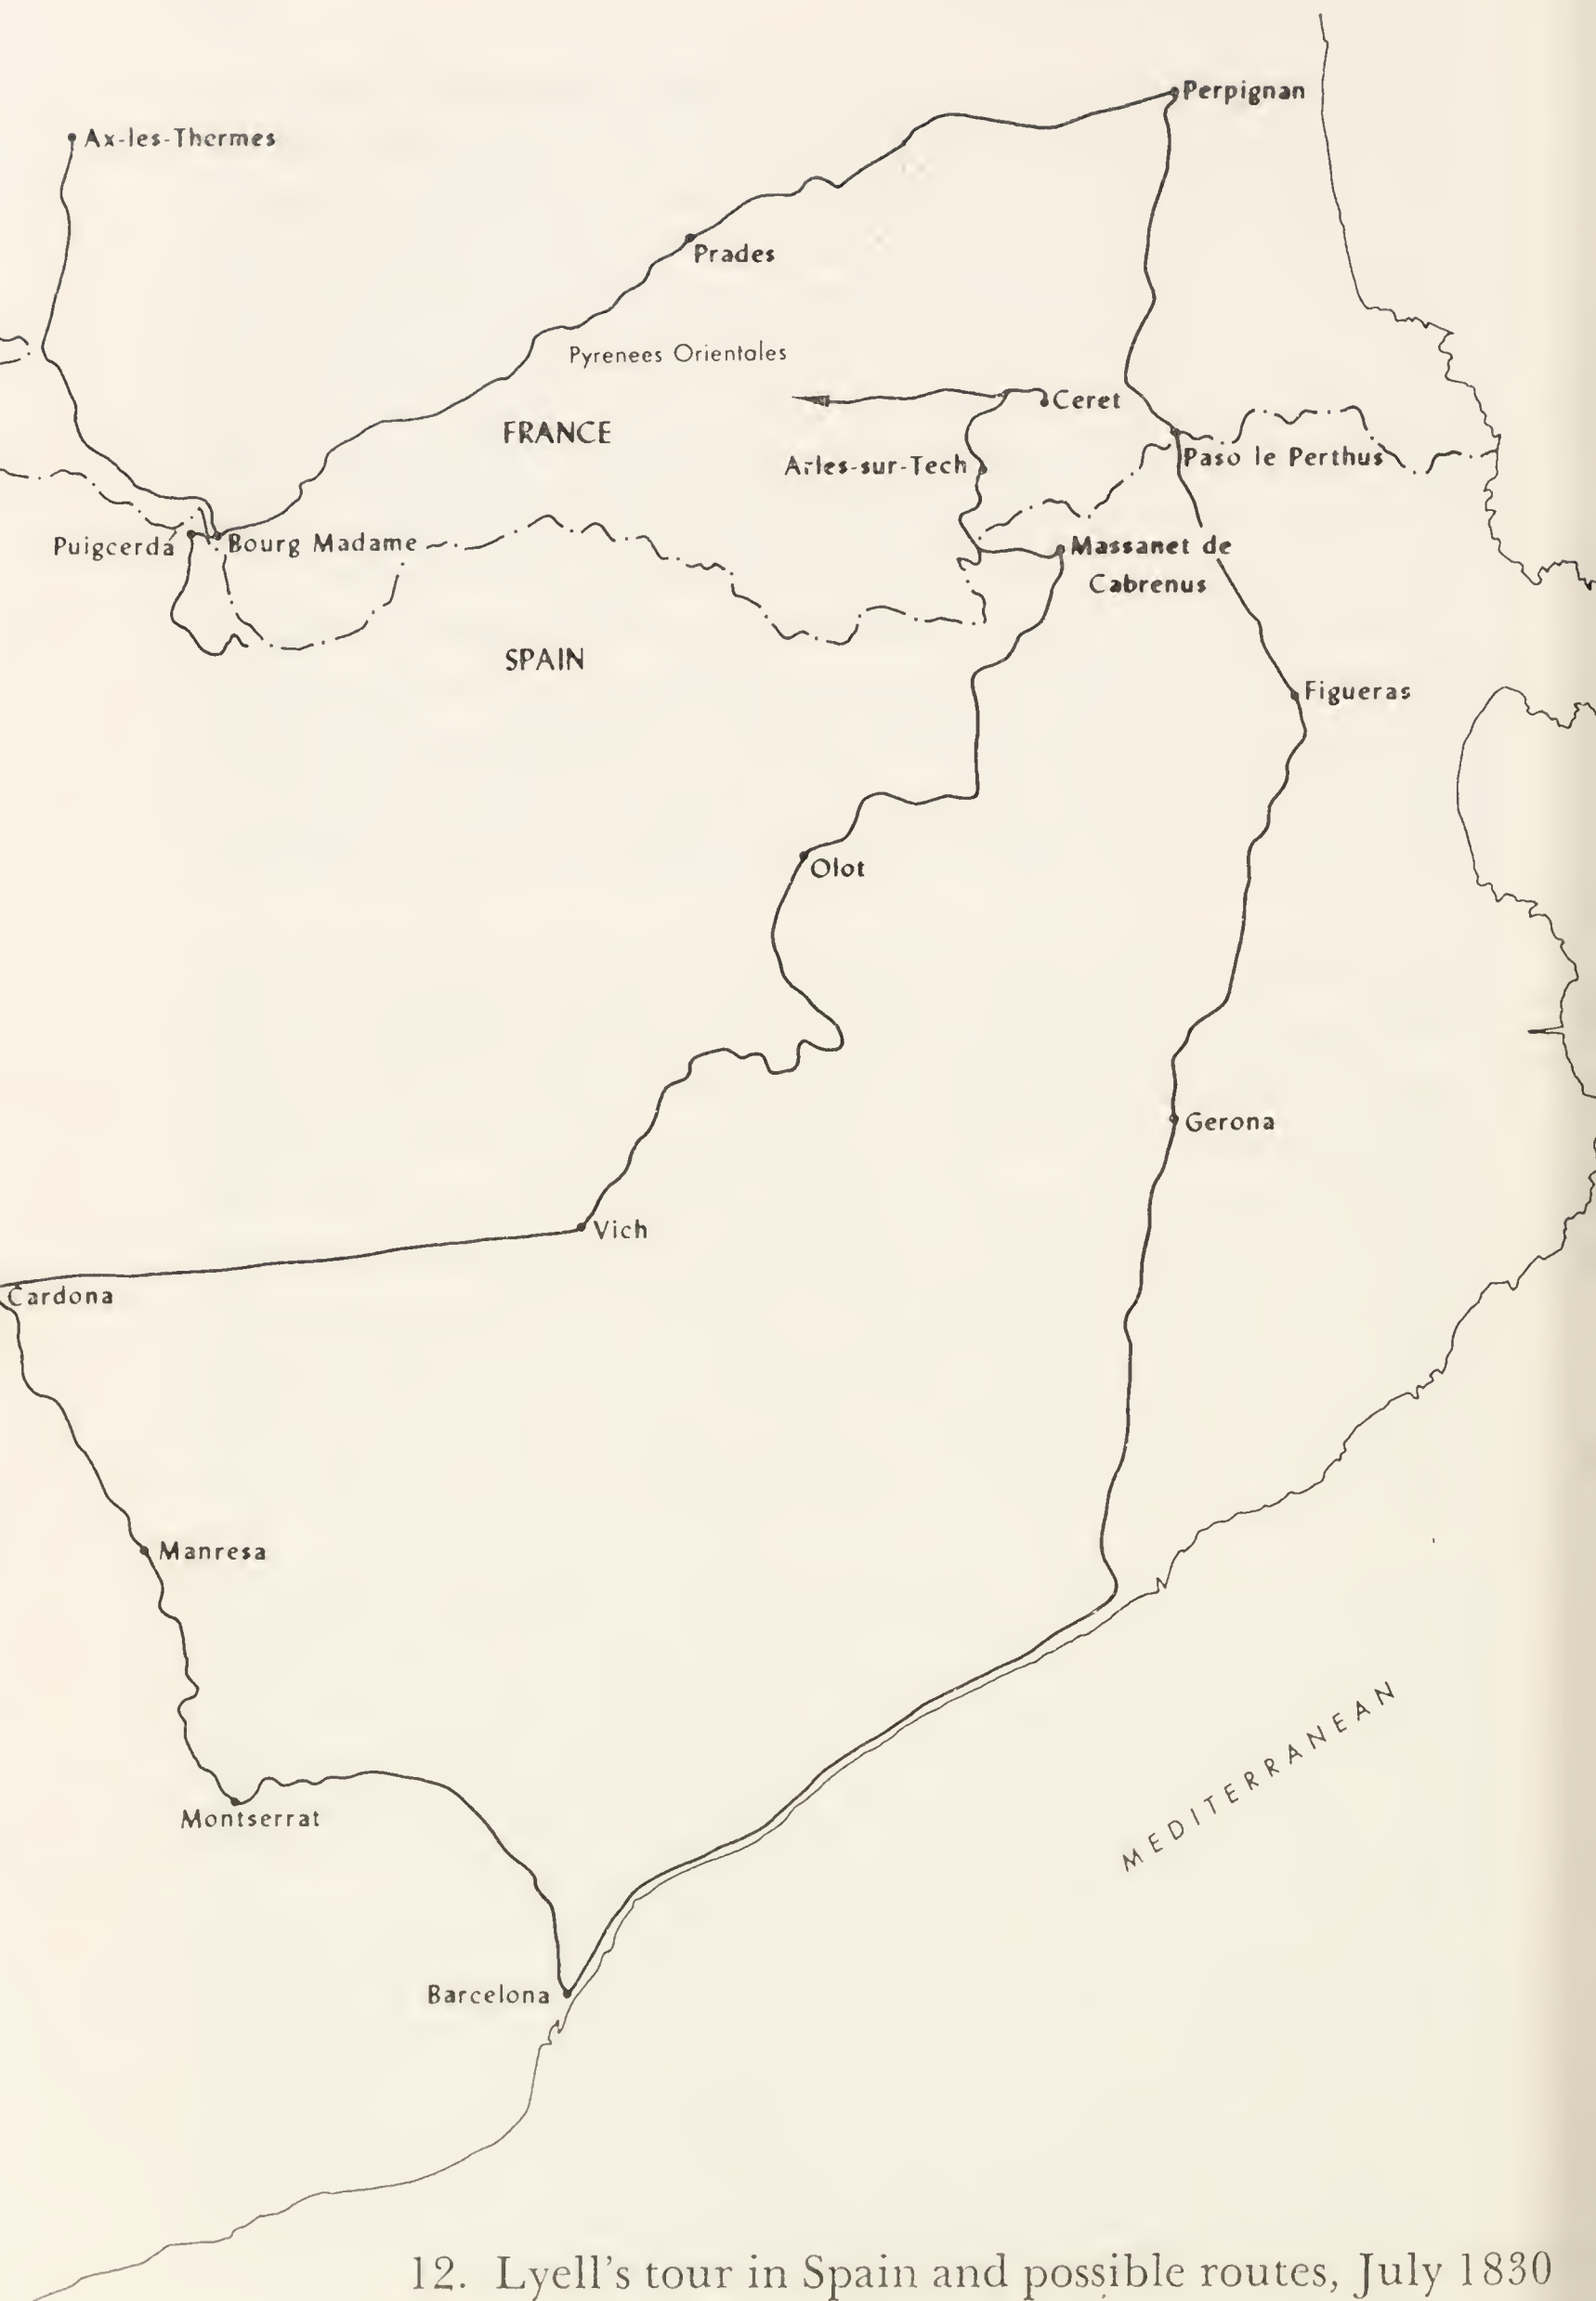 Perpignan
Ax-les-Thermes
Prades
Pyrenees Orientales
Ceret
FRANCE
Paso le Perthus
Arles-sur-Tech
Puigcerdá
Bourg Madame
Massanet de
Cabrenus
SPAIN
Figueras
Olot
Gerona
Vich
Cardona
Manresa
MEDITERRANEAN
Montserrat
Barcelona
12. Lyell's tour in Spain and possible routes, July 1830